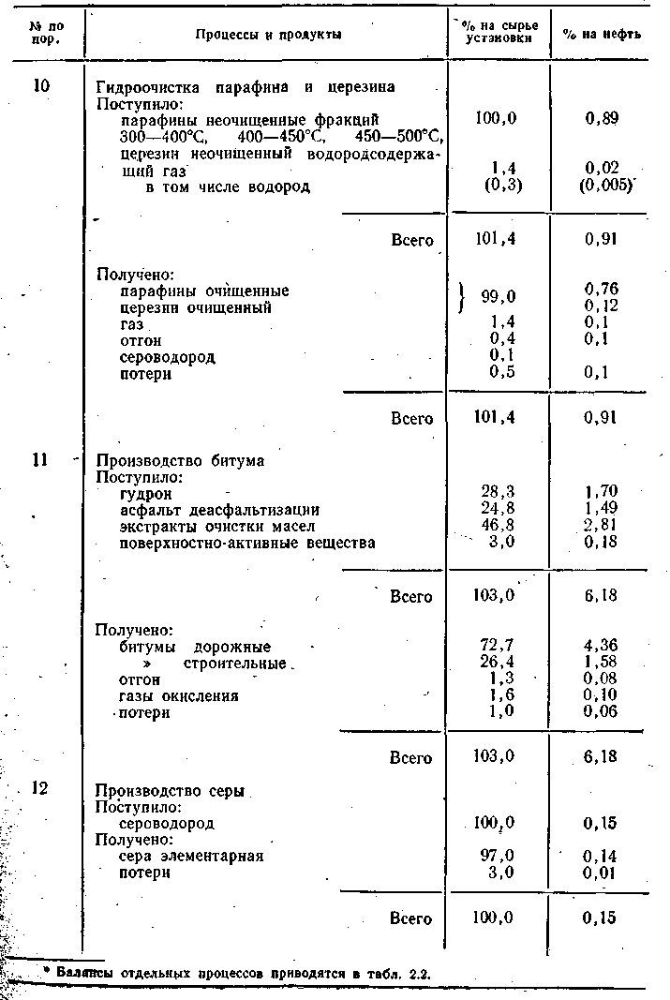 № по пор. Процессы и продукты % на сырье установки % на нефть
10 Гидроочистка парафина и церезина
Поступило:
парафины неочищенные фракций 100,0 0,89
300—400°С, 400—450°С, 450—500°С,
церезин неочищенный водородсодержа-
щий газ 1,4 0,02
в том числе водород (0,3) (0,005)
Всего 101,4 0,91
Получено:
парафины очищенные } 99,0 0,76
церезин очищенный 0,12
газ 1,4 0,1
отгон 0,4 0,1
сероводород 0,1
потери 0,5 0,1
Всего 101,4 0,91
11 Производство битума
Поступило:
гудрон 28,3 1,70
асфальт деасфальтизации 24,8 1,49
экстракты очистки масел 46,8 2,81
поверхностно-активные вещества 3,0 0,18
Всего 103,0 6,18
Получено:
битумы дорожные 72,7 4,36
» строительные 26,4 1,58
отгон 1,3 0,08
газы окисления 1,6 0,10
потери 1,0 0,06
Всего 103,0 6,18
12 Производство серы
Поступило:
сероводород 100,0 0,15
Получено:
сера элементарная 97,0 0,14
потери 3,0 0,01
Всего 100,0 0,15
* Балансы отдельных процессов приводятся в табл. 2.2.